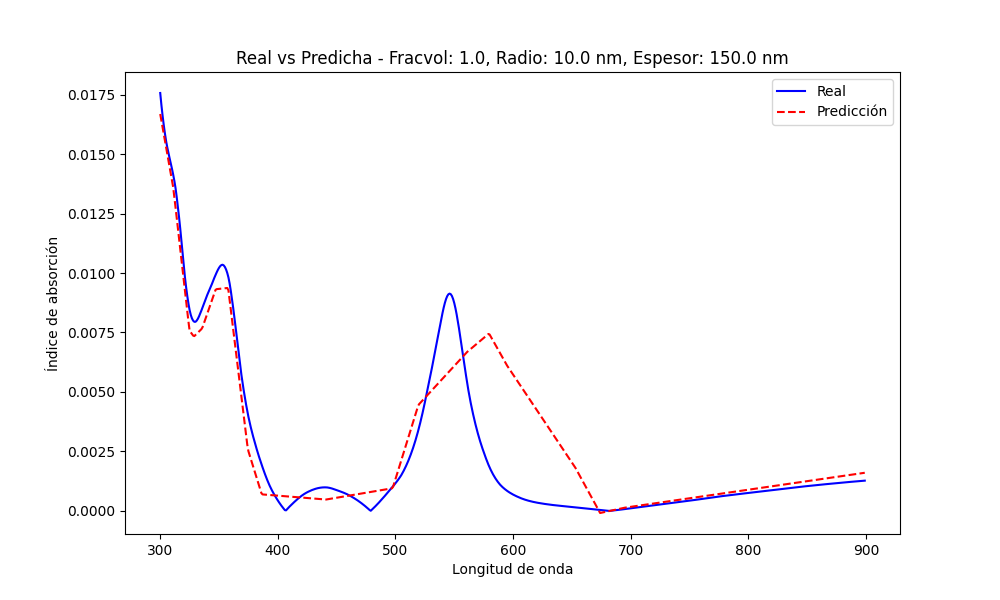 Real vs Predicha - Fracvol: 1.0, Radio: 10.0 nm, Espesor: 150.0 nm
Real
Predicción
Índice de absorción
0.0175
0.0150
0.0125
0.0100
0.0075
0.0050
0.0025
0.0000
300 400 500 600 700 800 900
Longitud de onda